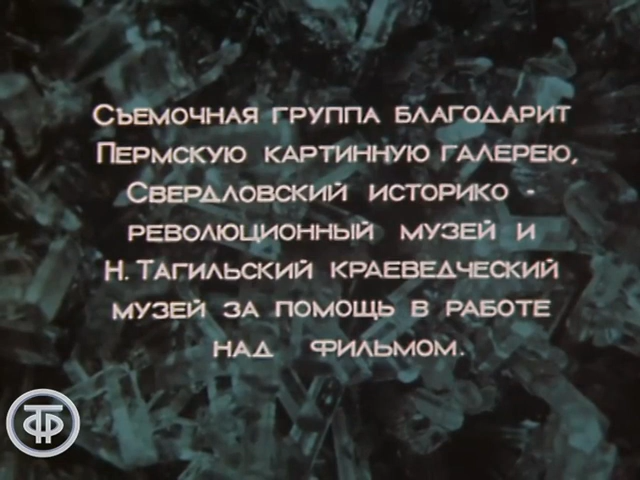 Съемочная группа благодарит
Пермскую картинную галерею,
Свердловский историко -
революционный музей и
Н. Тагильский краеведческий
музей за помощь в работе
над фильмом.